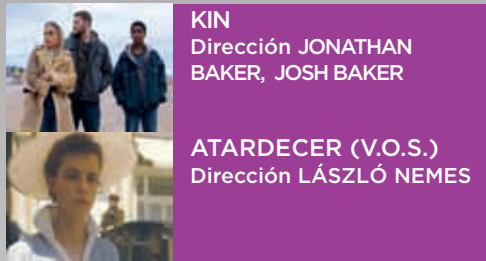 KIN
Dirección JONATHAN
BAKER, JOSH BAKER
ATARDECER (V.O.S.)
Dirección LÁSZLÓ NEMES